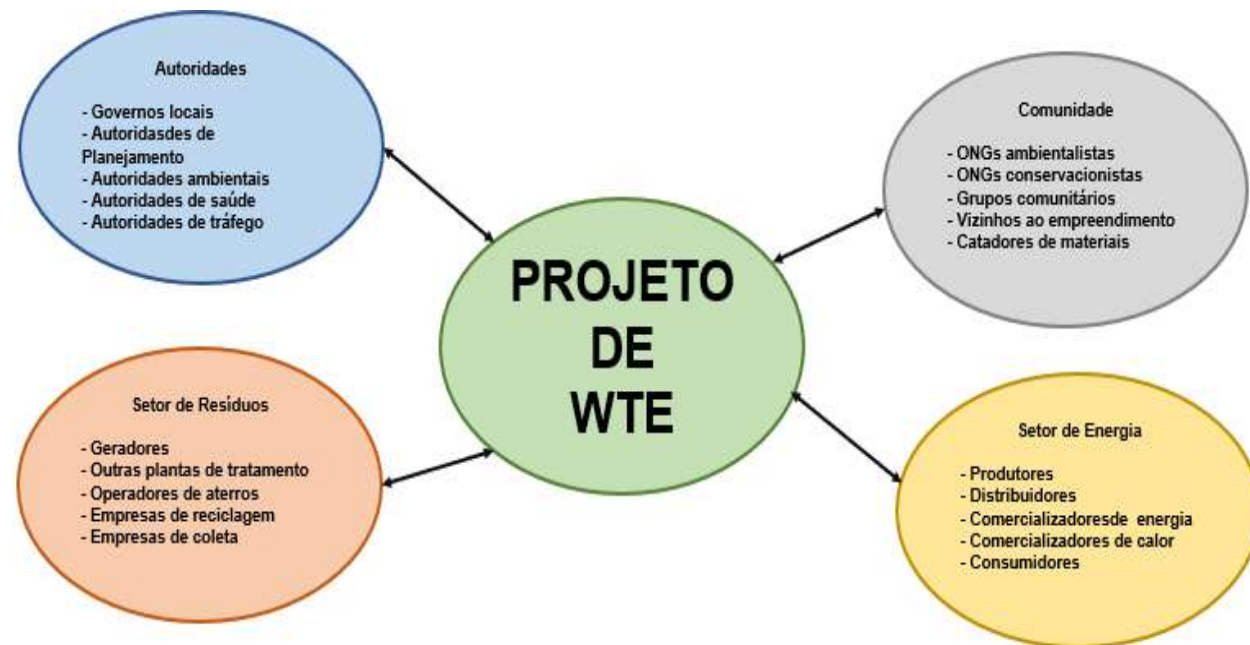 Autoridades
- Governos locais
- Autoridasdes de
Planejamento
- Autoridades ambientais
- Autoridades de saúde
- Autoridades de tráfego
Comunidade
- ONGs ambientalistas
- ONGs conservacionistas
- Grupos comunitários
- Vizinhos ao empreendimento
- Catadores de materiais
PROJETO
DE
WTE
Setor de Resíduos
- Geradores
- Outras plantas de tratamento
- Operadores de aterros
- Empresas de reciclagem
- Empresas de coleta
Setor de Energia
- Produtores
- Distribuidores
- Comercializadoresde energia
- Comercializadores de calor
- Consumidores